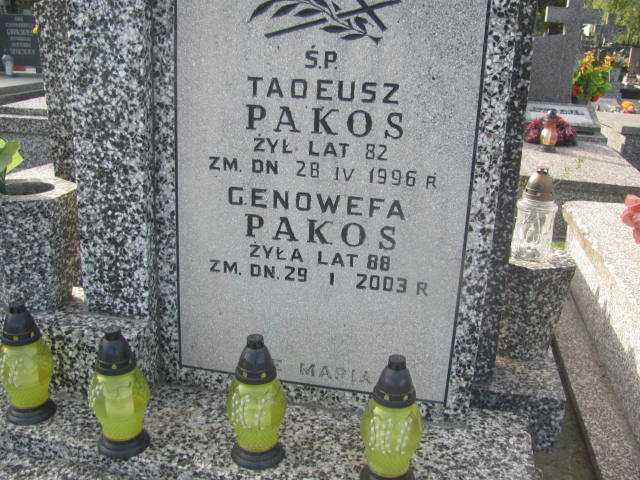 Ś.P.
TADEUSZ
PAKOS
ŻYŁ LAT 82
ZM. DN 28 IV 1996 R
GENOWEFA
PAKOS
ŻYŁA LAT 88
ZM. DN. 29 I 2003 R
MARIA